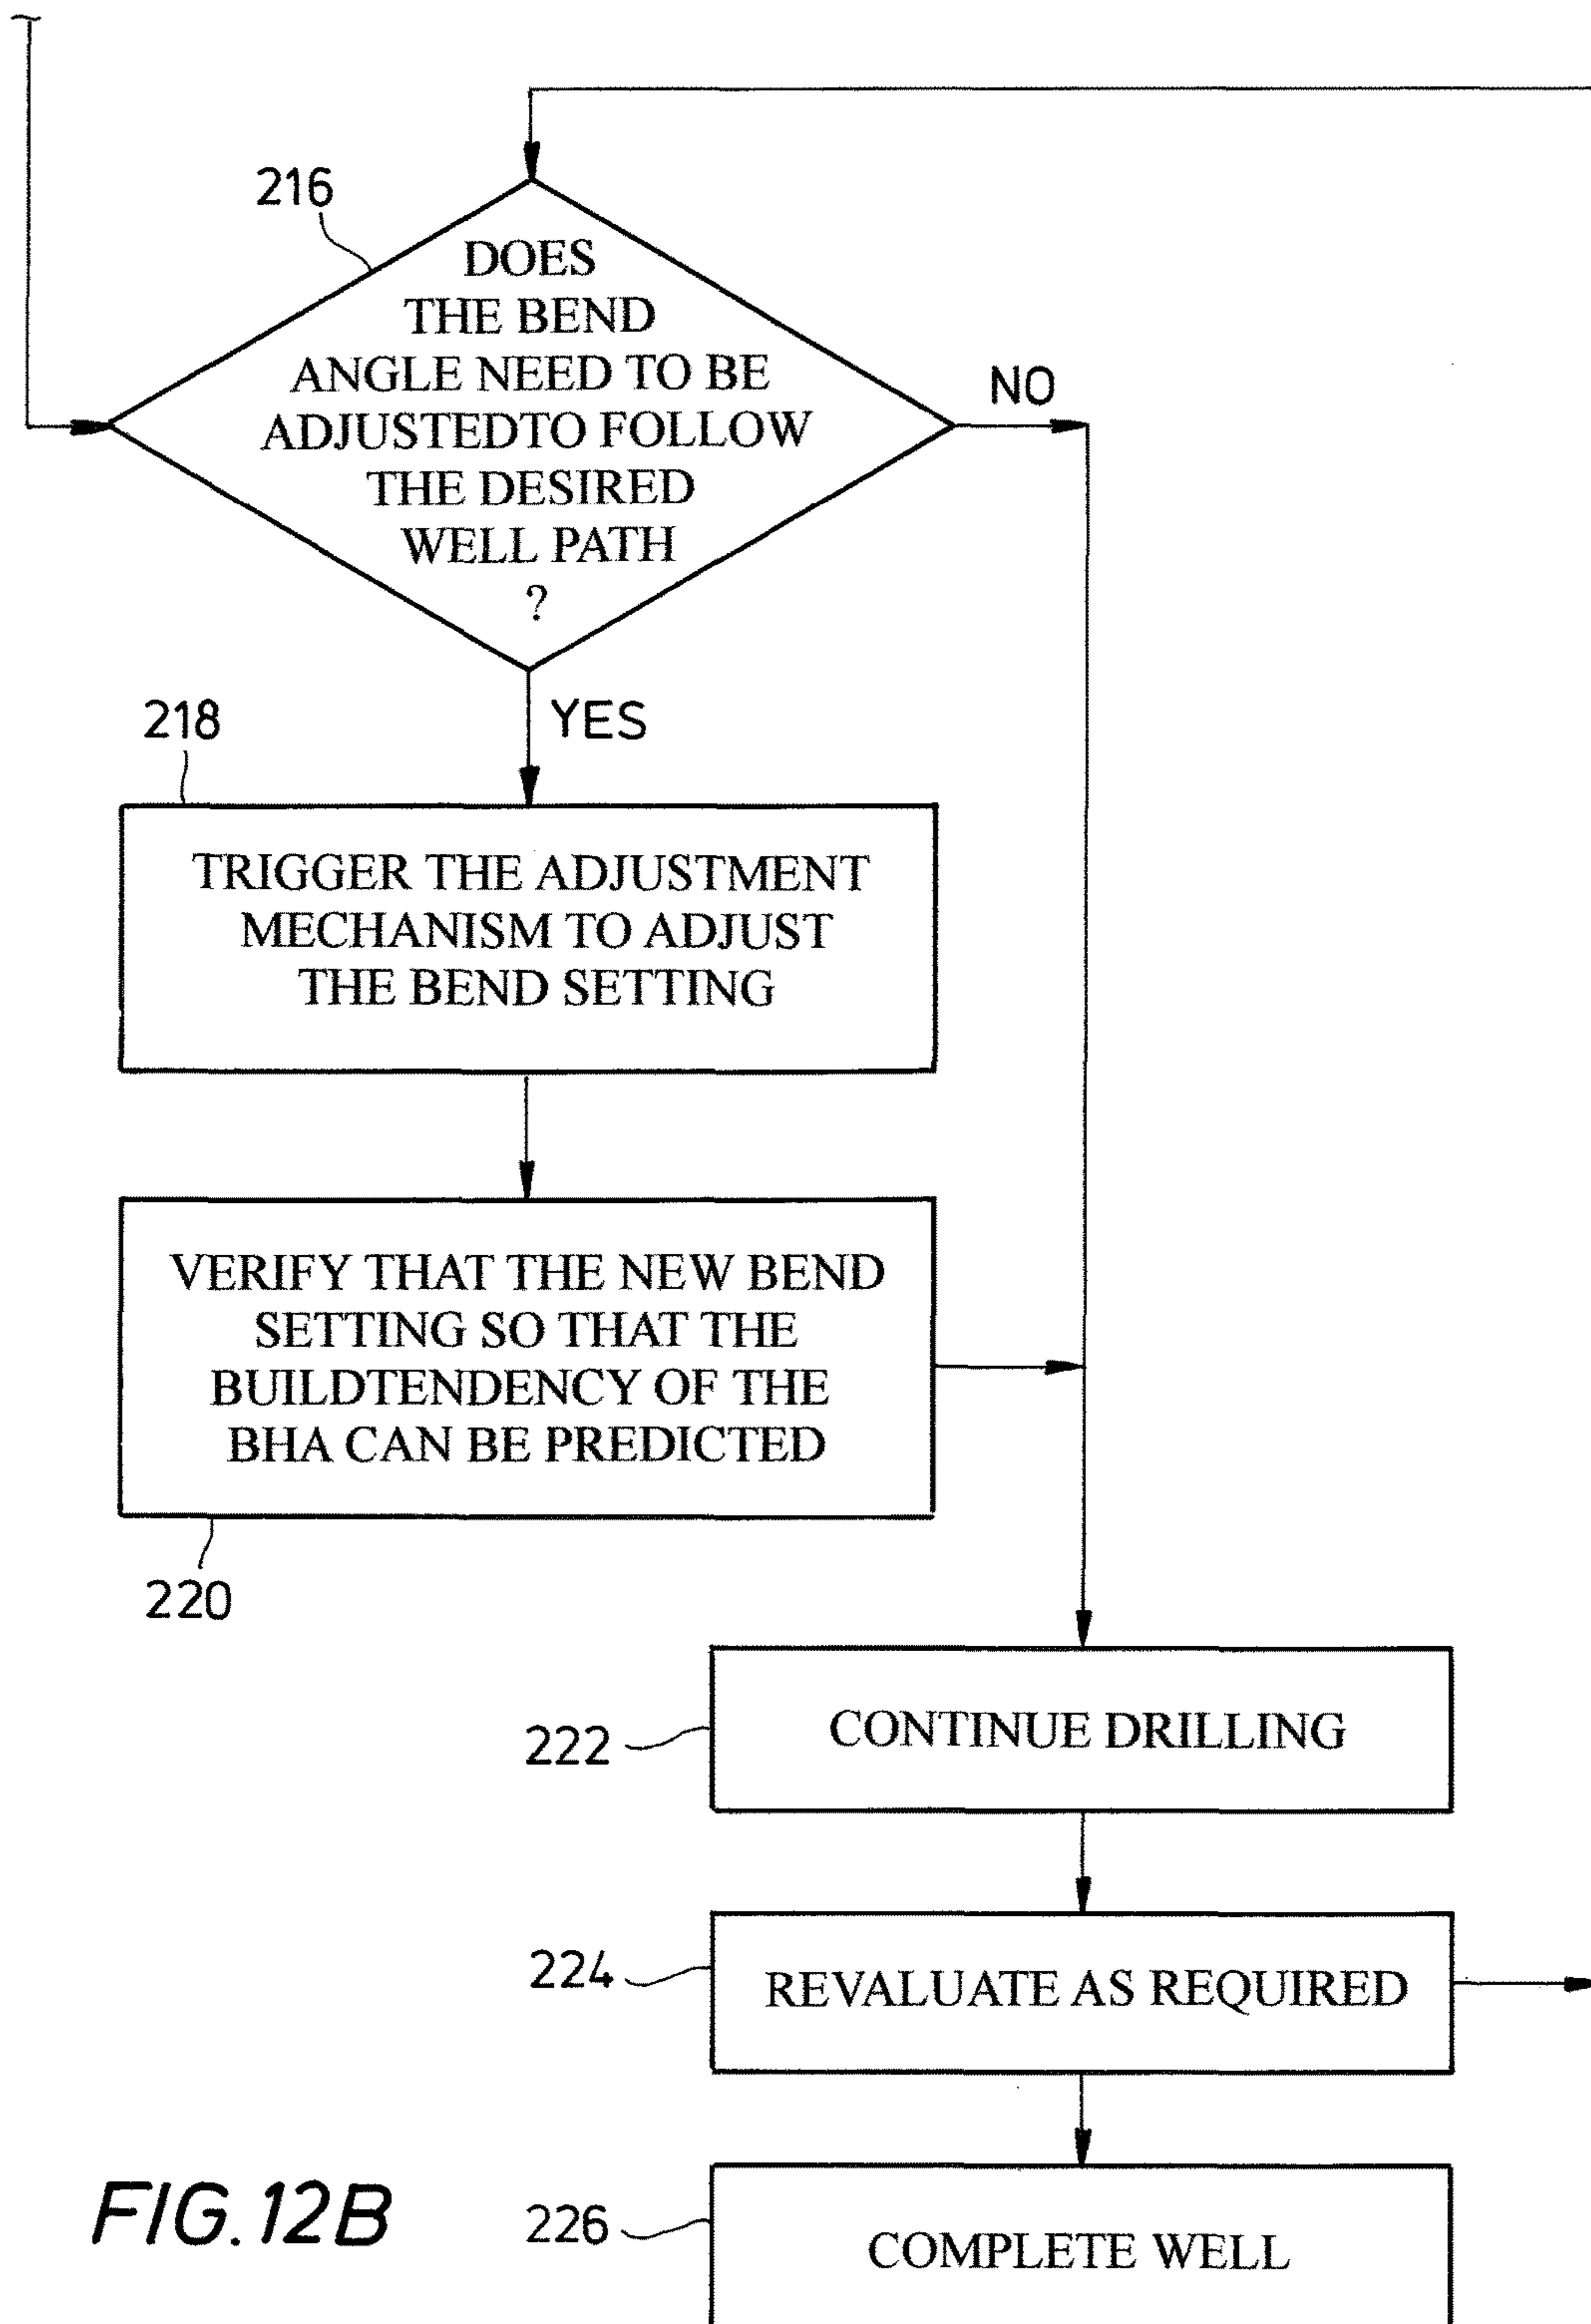 216
DOES
THE BEND
ANGLE NEED TO BE
ADJUSTEDTO FOLLOW
THE DESIRED
WELL PATH
?
NO
YES
218
TRIGGER THE ADJUSTMENT
MECHANISM TO ADJUST
THE BEND SETTING
VERIFY THAT THE NEW BEND
SETTING SO THAT THE
BUILDTENDENCY OF THE
BHA CAN BE PREDICTED
220
222
CONTINUE DRILLING
224
REVALUATE AS REQUIRED
226
COMPLETE WELL
FIG.12B